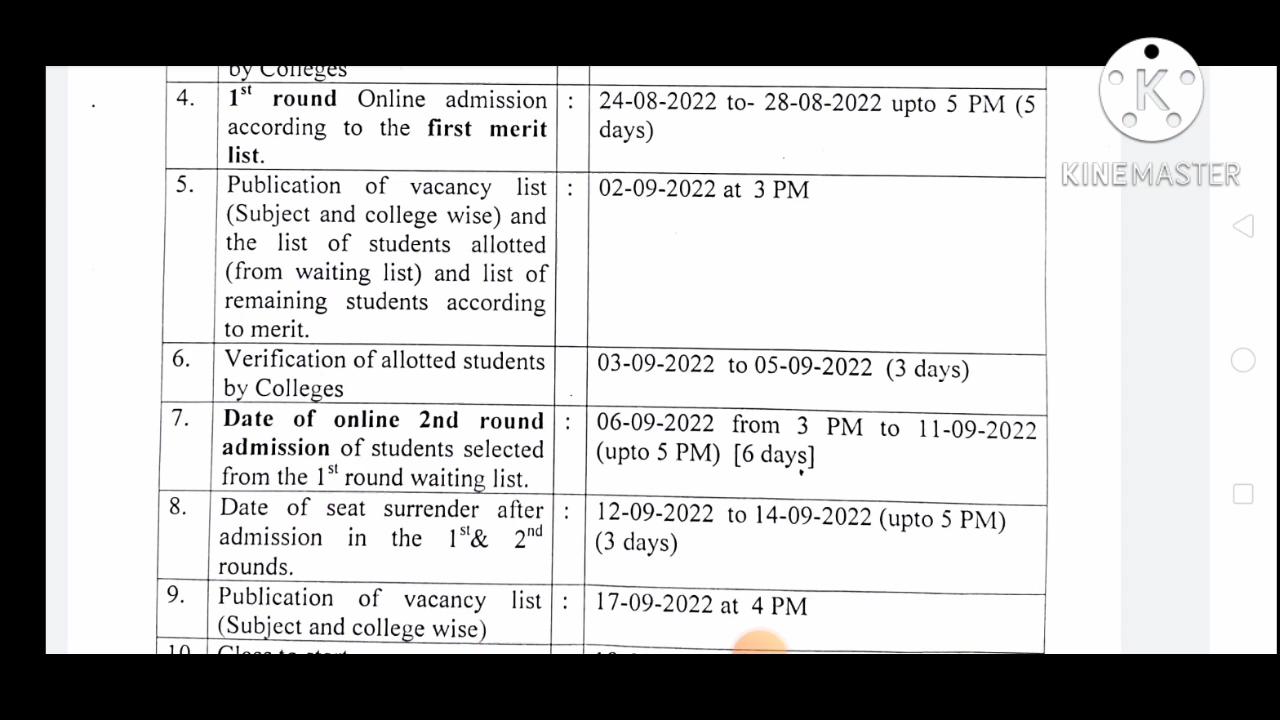 by Colleges
4. 1st round Online admission : 24-08-2022 to- 28-08-2022 upto 5 PM (5
according to the first merit days)
list.
5. Publication of vacancy list : 02-09-2022 at 3 PM
(Subject and college wise) and
the list of students allotted
(from waiting list) and list of
remaining students according
to merit.
6. Verification of allotted students 03-09-2022 to 05-09-2022 (3 days)
by Colleges
7. Date of online 2nd round : 06-09-2022 from 3 PM to 11-09-2022
admission of students selected (upto 5 PM) [6 days]
from the 1st round waiting list.
8. Date of seat surrender after : 12-09-2022 to 14-09-2022 (upto 5 PM)
admission in the 1st& 2nd (3 days)
rounds.
9. Publication of vacancy list : 17-09-2022 at 4 PM
(Subject and college wise)
K
KINEMASTER